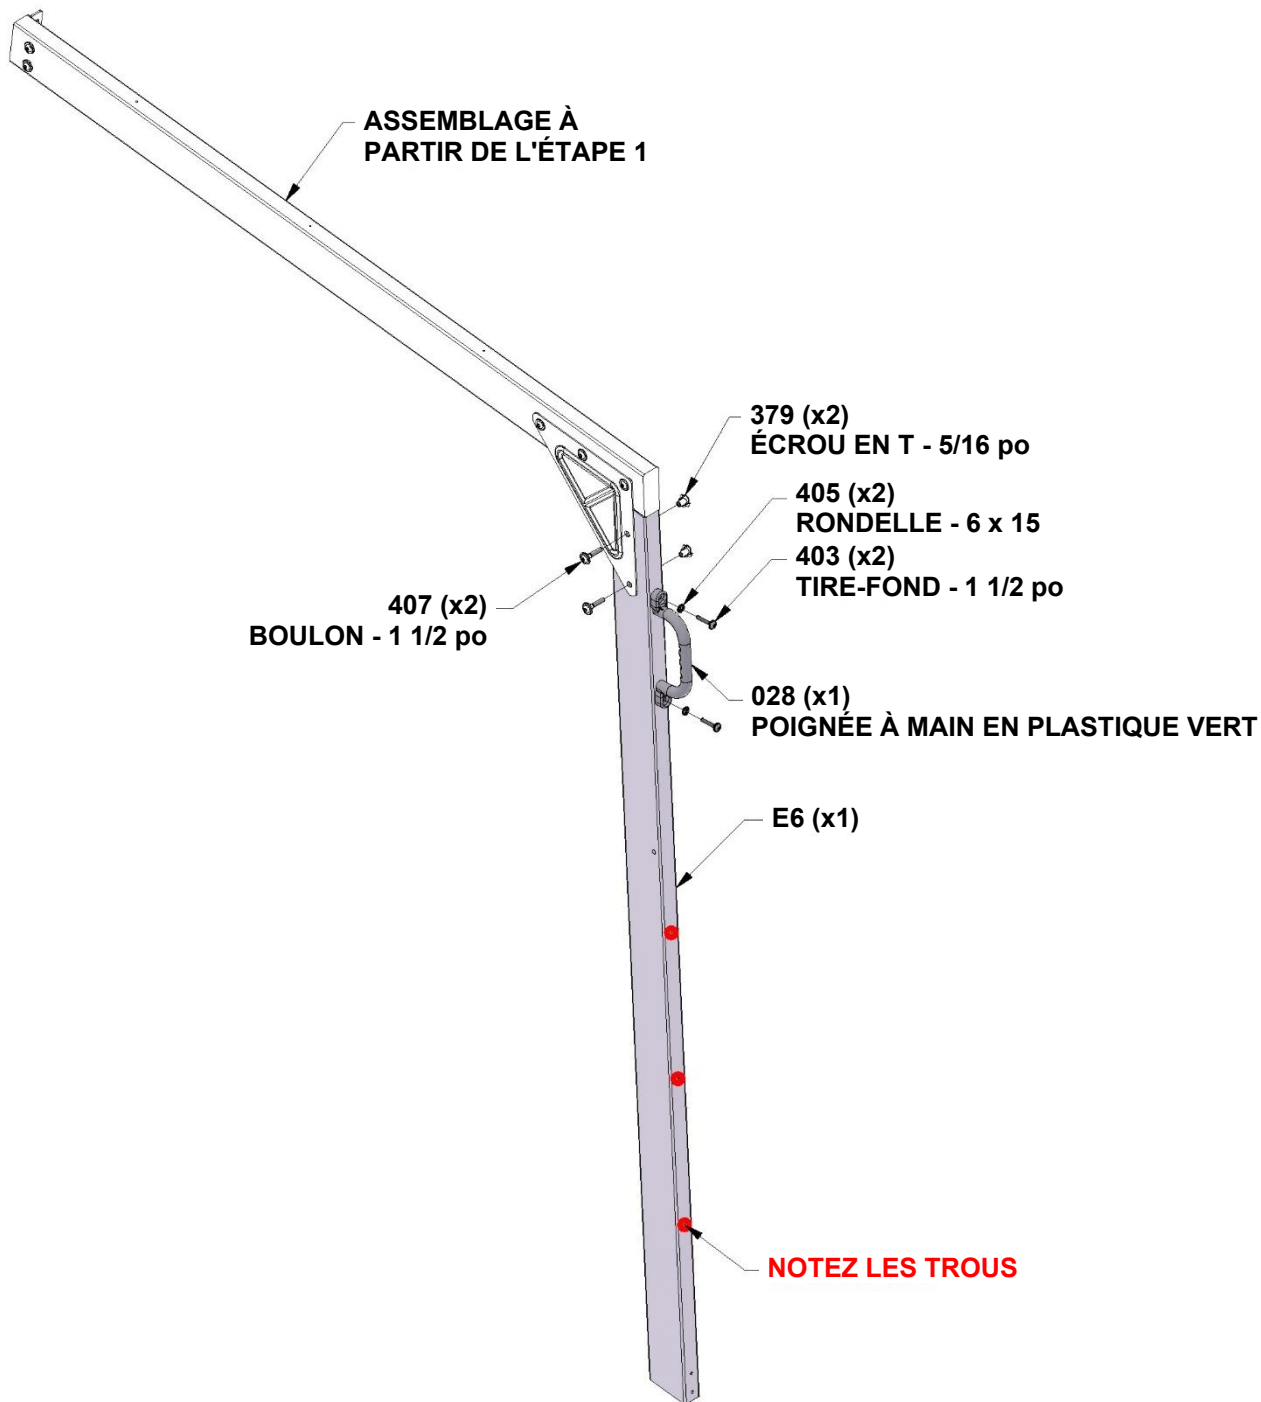 ASSEMBLAGE À
PARTIR DE L'ÉTAPE 1
379 (x2)
ÉCROU EN T - 5/16 po
405 (x2)
RONDELLE - 6 x 15
403 (x2)
TIRE-FOND - 1 1/2 po
407 (x2)
BOULON - 1 1/2 po
028 (x1)
POIGNÉE À MAIN EN PLASTIQUE VERT
E6 (x1)
NOTEZ LES TROUS